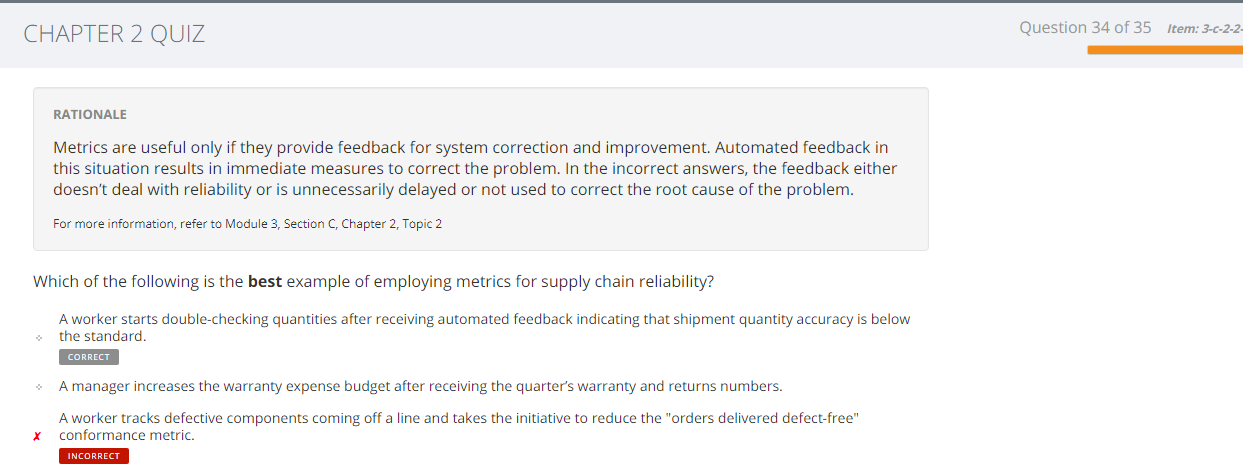 CHAPTER 2 QUIZ
Question 34 of 35 Item: 3-c-2-2-
RATIONALE
Metrics are useful only if they provide feedback for system correction and improvement. Automated feedback in
this situation results in immediate measures to correct the problem. In the incorrect answers, the feedback either
doesn’t deal with reliability or is unnecessarily delayed or not used to correct the root cause of the problem.
For more information, refer to Module 3, Section C, Chapter 2, Topic 2
Which of the following is the best example of employing metrics for supply chain reliability?
A worker starts double-checking quantities after receiving automated feedback indicating that shipment quantity accuracy is below
the standard.
CORRECT
A manager increases the warranty expense budget after receiving the quarter’s warranty and returns numbers.
A worker tracks defective components coming off a line and takes the initiative to reduce the "orders delivered defect-free"
✗ conformance metric.
INCORRECT